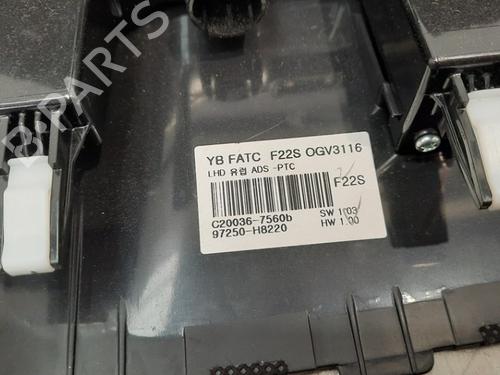 B-PARTS
YB FATC F22S OGV3116
LHD 유럽 ADS -PTC
F22S
C20036-7560b SW 1.03
97250-H8220 HW 1.00